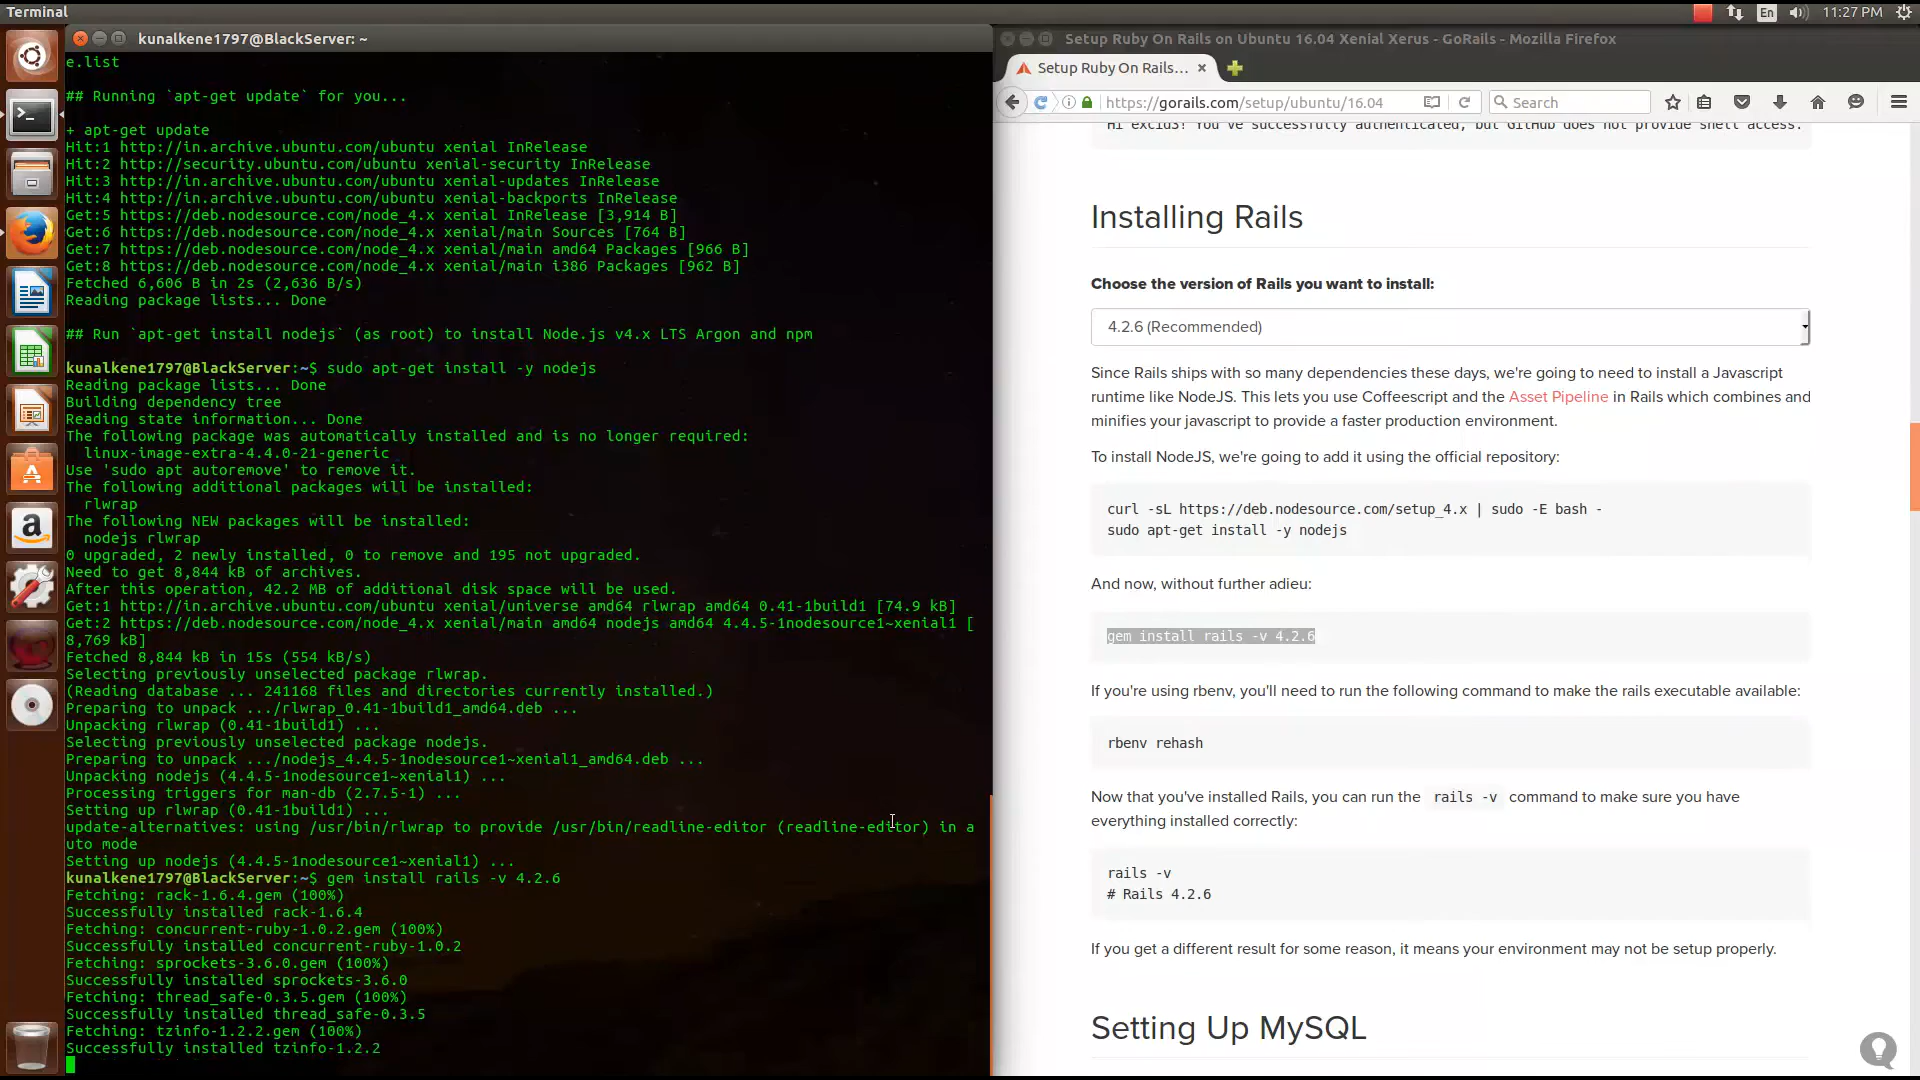 Terminal
En
11:27 PM
kunalkene1797@BlackServer: ~
e.list
## Running `apt-get update` for you...
+ apt-get update
Hit:1 http://in.archive.ubuntu.com/ubuntu xenial InRelease
Hit:2 http://security.ubuntu.com/ubuntu xenial-security InRelease
Hit:3 http://in.archive.ubuntu.com/ubuntu xenial-updates InRelease
Hit:4 http://in.archive.ubuntu.com/ubuntu xenial-backports InRelease
Get:5 https://deb.nodesource.com/node_4.x xenial InRelease [3,914 B]
Get:6 https://deb.nodesource.com/node_4.x xenial/main Sources [764 B]
Get:7 https://deb.nodesource.com/node_4.x xenial/main amd64 Packages [966 B]
Get:8 https://deb.nodesource.com/node_4.x xenial/main i386 Packages [962 B]
Fetched 6,606 B in 2s (2,636 B/s)
Reading package lists... Done
## Run `apt-get install nodejs` (as root) to install Node.js v4.x LTS Argon and npm
kunalkene1797@BlackServer:~$ sudo apt-get install -y nodejs
Reading package lists... Done
Building dependency tree
Reading state information... Done
The following package was automatically installed and is no longer required:
linux-image-extra-4.4.0-21-generic
Use 'sudo apt autoremove' to remove it.
The following additional packages will be installed:
rlwrap
The following NEW packages will be installed:
nodejs rlwrap
0 upgraded, 2 newly installed, 0 to remove and 195 not upgraded.
Need to get 8,844 kB of archives.
After this operation, 42.2 MB of additional disk space will be used.
Get:1 http://in.archive.ubuntu.com/ubuntu xenial/universe amd64 rlwrap amd64 0.41-1build1 [74.9 kB]
Get:2 https://deb.nodesource.com/node_4.x xenial/main amd64 nodejs amd64 4.4.5-1nodesource1~xenial1 [
8,769 kB]
Fetched 8,844 kB in 15s (554 kB/s)
Selecting previously unselected package rlwrap.
(Reading database ... 241168 files and directories currently installed.)
Preparing to unpack .../rlwrap_0.41-1build1_amd64.deb ...
Unpacking rlwrap (0.41-1build1) ...
Selecting previously unselected package nodejs.
Preparing to unpack .../nodejs_4.4.5-1nodesource1~xenial1_amd64.deb ...
Unpacking nodejs (4.4.5-1nodesource1~xenial1) ...
Processing triggers for man-db (2.7.5-1) ...
Setting up rlwrap (0.41-1build1) ...
update-alternatives: using /usr/bin/rlwrap to provide /usr/bin/readline-editor (readline-editor) in a
uto mode
Setting up nodejs (4.4.5-1nodesource1~xenial1) ...
kunalkene1797@BlackServer:~$ gem install rails -v 4.2.6
Fetching: rack-1.6.4.gem (100%)
Successfully installed rack-1.6.4
Fetching: concurrent-ruby-1.0.2.gem (100%)
Successfully installed concurrent-ruby-1.0.2
Fetching: sprockets-3.6.0.gem (100%)
Successfully installed sprockets-3.6.0
Fetching: thread_safe-0.3.5.gem (100%)
Successfully installed thread_safe-0.3.5
Fetching: tzinfo-1.2.2.gem (100%)
Successfully installed tzinfo-1.2.2
Setup Ruby On Rails on Ubuntu 16.04 Xenial Xerus - GoRails - Mozilla Firefox
Setup Ruby On Rails...
https://gorails.com/setup/ubuntu/16.04
Search
Hi excid3! You've successfully authenticated, but GitHub does not provide shell access.
Installing Rails
Choose the version of Rails you want to install:
4.2.6 (Recommended)
Since Rails ships with so many dependencies these days, we're going to need to install a Javascript
runtime like NodeJS. This lets you use Coffeescript and the Asset Pipeline in Rails which combines and
minifies your javascript to provide a faster production environment.
To install NodeJS, we're going to add it using the official repository:
curl -sL https://deb.nodesource.com/setup_4.x | sudo -E bash -
sudo apt-get install -y nodejs
And now, without further adieu:
gem install rails -v 4.2.6
If you're using rbenv, you'll need to run the following command to make the rails executable available:
rbenv rehash
Now that you've installed Rails, you can run the rails -v command to make sure you have
everything installed correctly:
rails -v
# Rails 4.2.6
If you get a different result for some reason, it means your environment may not be setup properly.
Setting Up MySQL